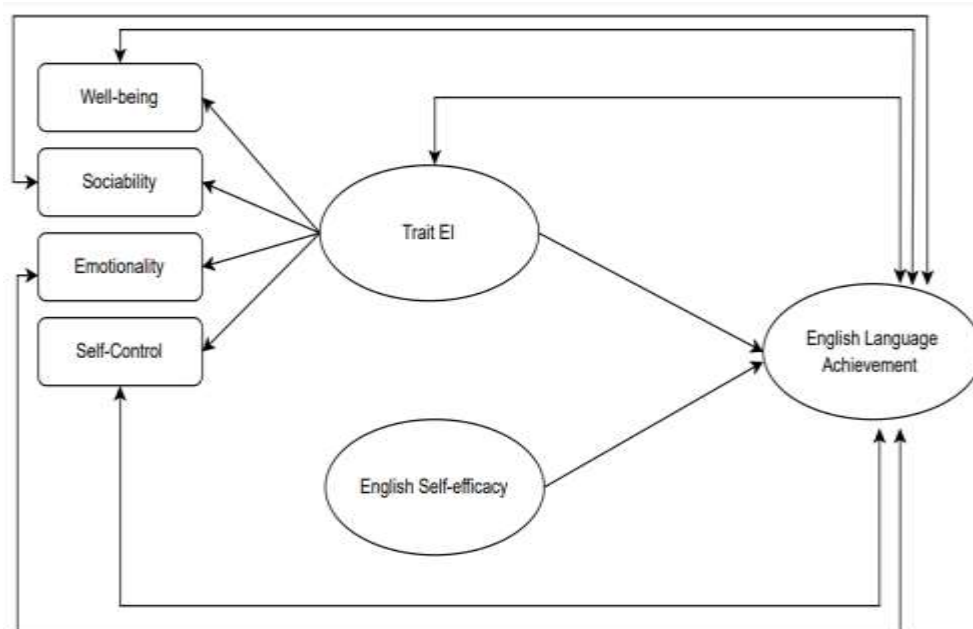 Well-being
Sociability
Emotionality
Self-Control
Trait EI
English Self-efficacy
English Language
Achievement